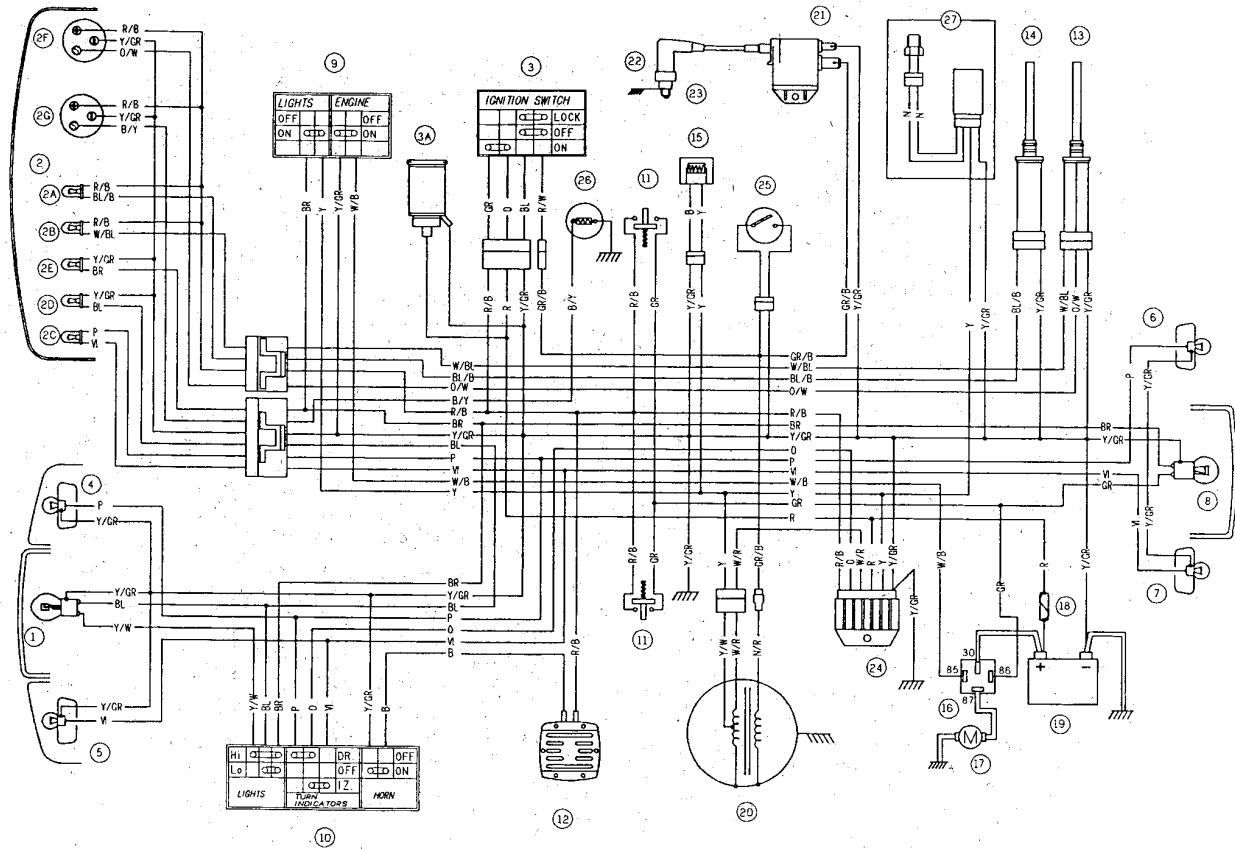 2F
R/B
Y/GR
O/W
2G
R/B
Y/GR
B/Y
2
2A
R/B
BL/B
2B
R/B
W/BL
2E
Y/GR
BR
2D
Y/GR
BL
2C
P
VI
9
LIGHTS ENGINE
OFF OFF
ON ON
BR Y Y/GR W/B
3A
3
IGNITION SWITCH
LOCK
OFF
ON
GR O BL R/W
R/B R Y/GR GR/B
26
B/Y
11
R/B GR
15
B Y
Y/GR Y
25
22
23
21
GR/B
Y/GR
27
N N
Y Y/GR
14
BL/B Y/GR
13
W/BL O/W Y/GR
W/BL
BL/B
O/W
B/Y
R/B
BR
Y/GR
BL
P
VI
W/B
Y
GR/B
W/BL
BL/B
O/W
R/B
BR
Y/GR
O
P
VI
W/B
Y
GR
R
6
P
Y/GR
BR
Y/GR
VI
GR
8
VI
Y/GR
7
4
P
Y/GR
1
Y/GR
BL
Y/W
5
Y/GR
VI
BR
Y/GR
BL
P
O
VI
B
R/B
Y/W BL BR P O VI Y/GR B
Hi DR OFF
Lo OFF ON
IZ.
LIGHTS TURN INDICATORS HORN
10
12
R/B GR
11
Y/GR
Y W/R GR/B
Y/W W/R N/R
20
R/B O W/R R Y Y/GR
Y/GR
24
W/B
GR
R
Y/GR
18
30
85 86
87
16
M
17
+ −
19